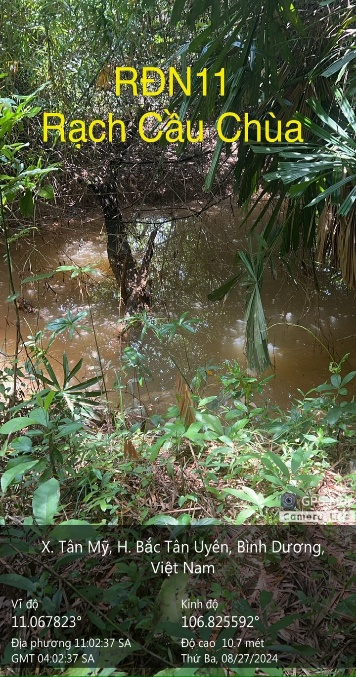 RĐN11
Rạch Cầu Chùa
X. Tân Mỹ, H. Bắc Tân Uyên, Bình Dương,
Việt Nam
Vĩ độ
11.067823°
Kinh độ
106.825592°
Địa phương 11:02:37 SA
GMT 04:02:37 SA
Độ cao 10.7 mét
Thứ Ba, 08/27/2024